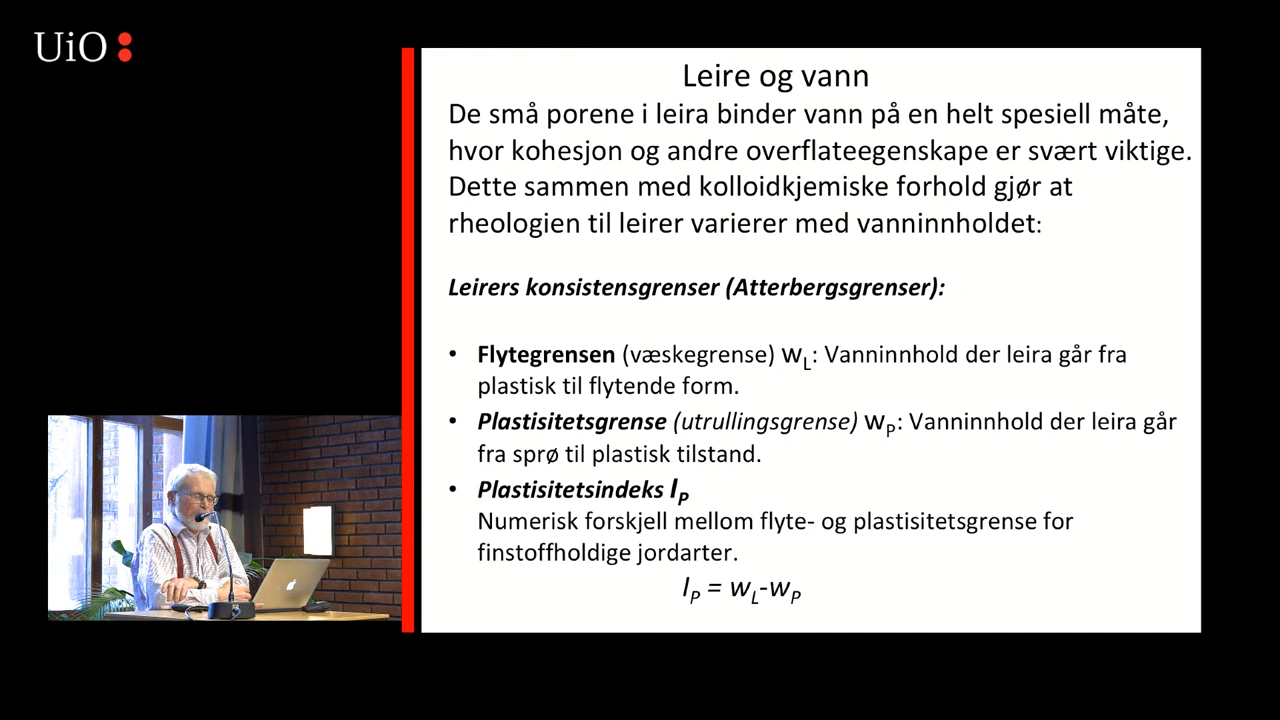 UiO
Leire og vann
De små porene i leira binder vann på en helt spesiell måte,
hvor kohesjon og andre overflateegenskape er svært viktige.
Dette sammen med kolloidkjemiske forhold gjør at
rheologien til leirer varierer med vanninnholdet:
Leirers konsistensgrenser (Atterbergsgrenser):
• Flytegrensen (væskegrense) wL: Vanninnhold der leira går fra
plastisk til flytende form.
• Plastisitetsgrense (utrullingsgrense) wP: Vanninnhold der leira går
fra sprø til plastisk tilstand.
• Plastisitetsindeks IP
Numerisk forskjell mellom flyte- og plastisitetsgrense for
finstoffholdige jordarter.
IP = wL-wP